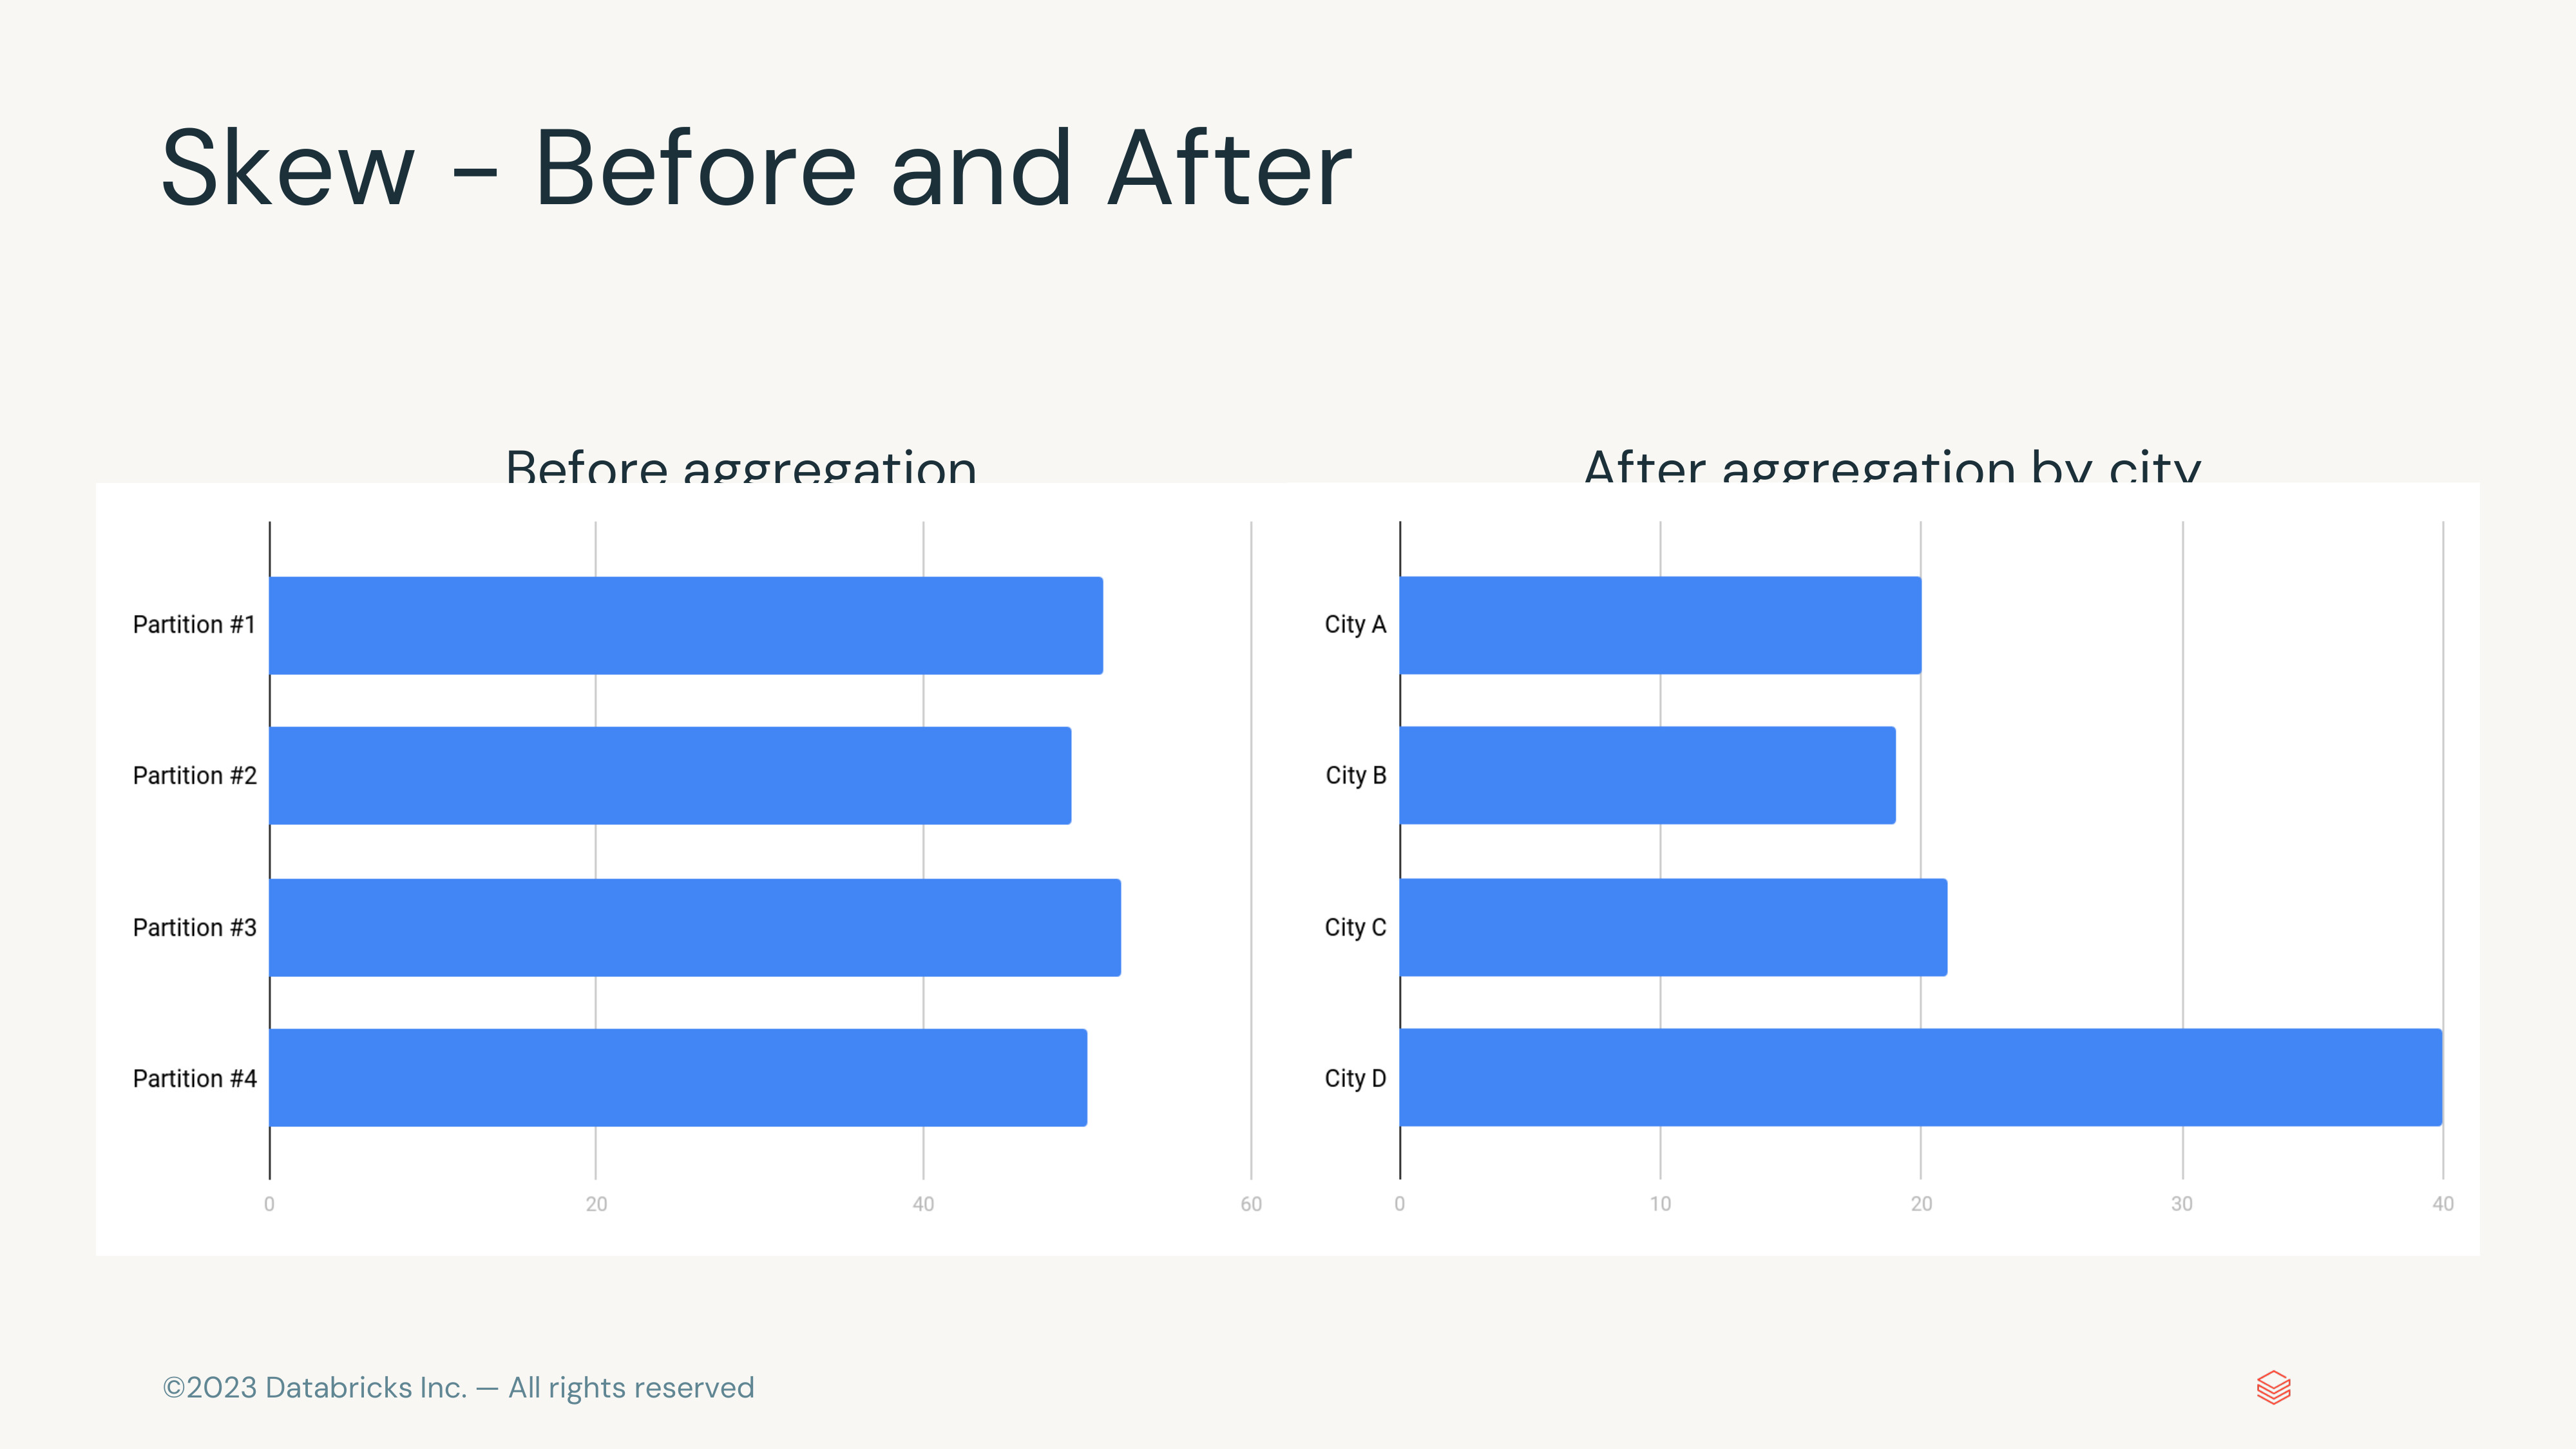 Skew - Before and After
Before aggregation
After aggregation by city
Partition #1
Partition #2
Partition #3
Partition #4
0 20 40 60
City A
City B
City C
City D
0 10 20 30 40
©2023 Databricks Inc. — All rights reserved